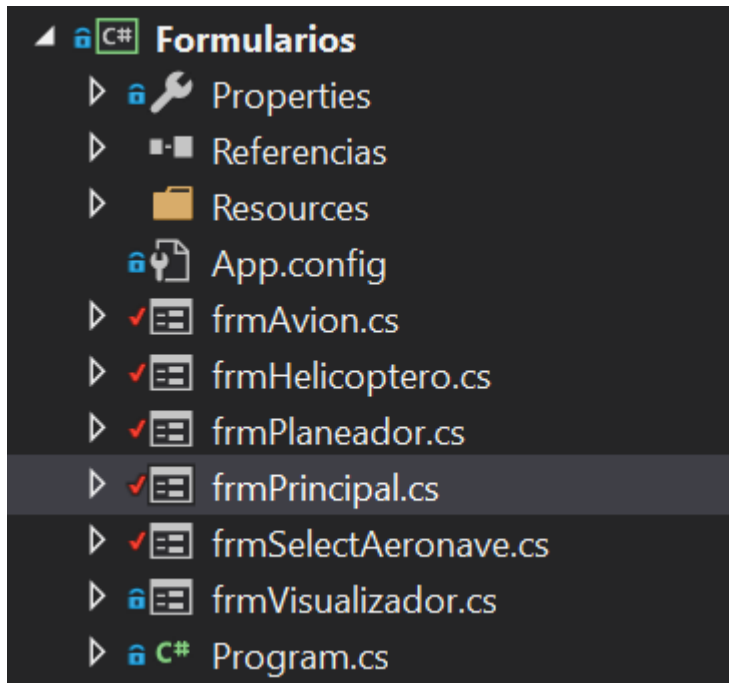 C# Formularios
Properties
Referencias
Resources
App.config
frmAvion.cs
frmHelicoptero.cs
frmPlaneador.cs
frmPrincipal.cs
frmSelectAeronave.cs
frmVisualizador.cs
C# Program.cs